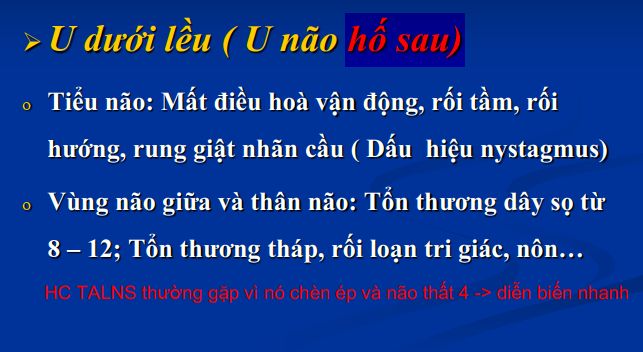 U dưới lều ( U não hố sau)
Tiểu não: Mất điều hoà vận động, rối tầm, rối
hướng, rung giật nhãn cầu ( Dấu hiệu nystagmus)
Vùng não giữa và thân não: Tổn thương dây sọ từ
8 – 12; Tổn thương tháp, rối loạn tri giác, nôn…
HC TALNS thường gặp vì nó chèn ép và não thất 4 -> diễn biến nhanh